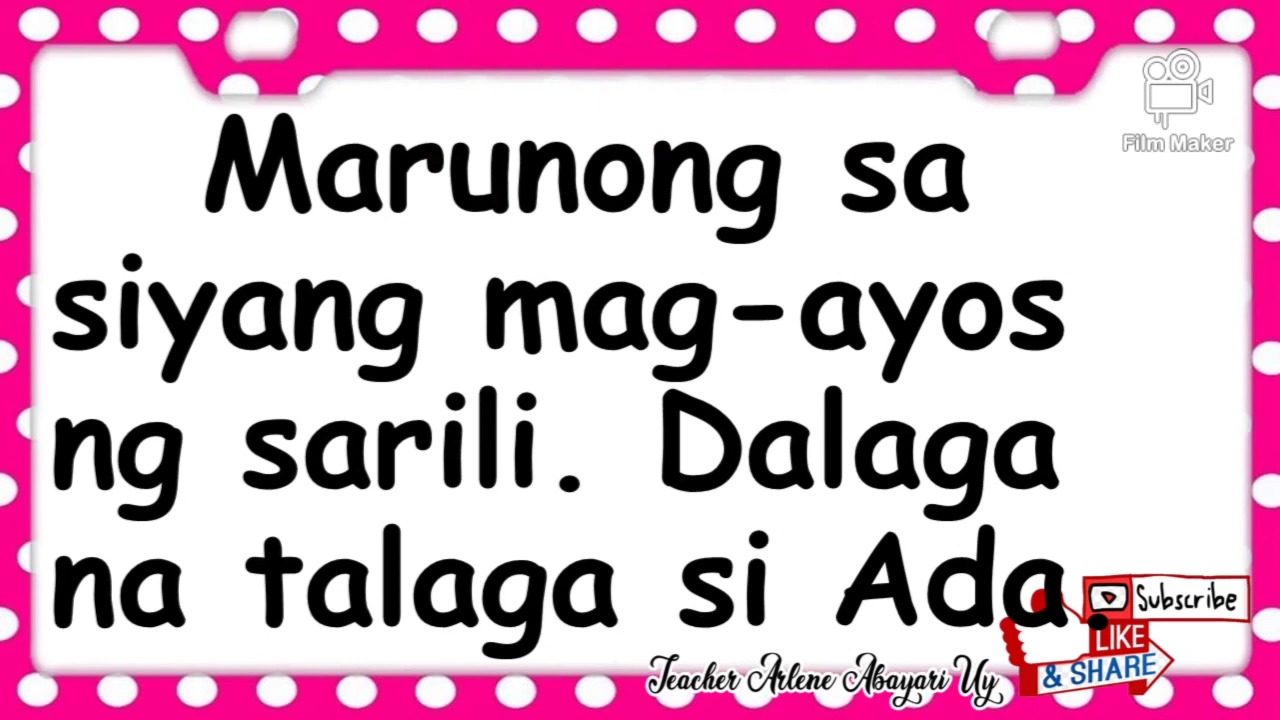 Film Maker
Marunong sa
siyang mag-ayos
ng sarili. Dalaga
na talaga si Ada.
Subscribe
LIKE
& SHARE
Teacher Arlene Abayari Uy